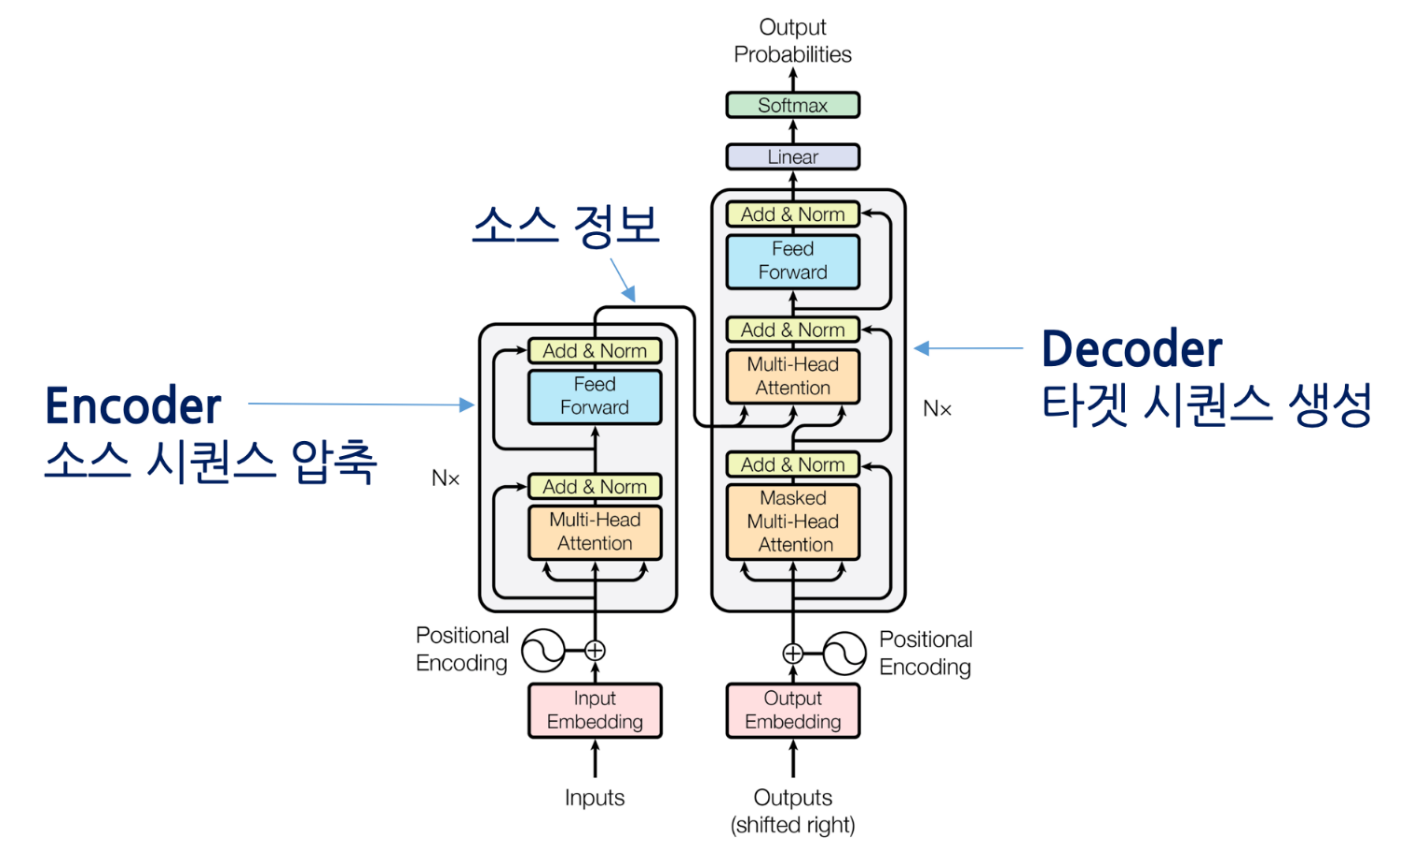 Output
Probabilities
Softmax
Linear
Add & Norm
Feed
Forward
Add & Norm
Multi-Head
Attention
Add & Norm
Masked
Multi-Head
Attention
N×
Positional
Encoding
Output
Embedding
Outputs
(shifted right)
Decoder
타겟 시퀀스 생성
소스 정보
Encoder
소스 시퀀스 압축
Add & Norm
Feed
Forward
N×
Add & Norm
Multi-Head
Attention
Positional
Encoding
Input
Embedding
Inputs